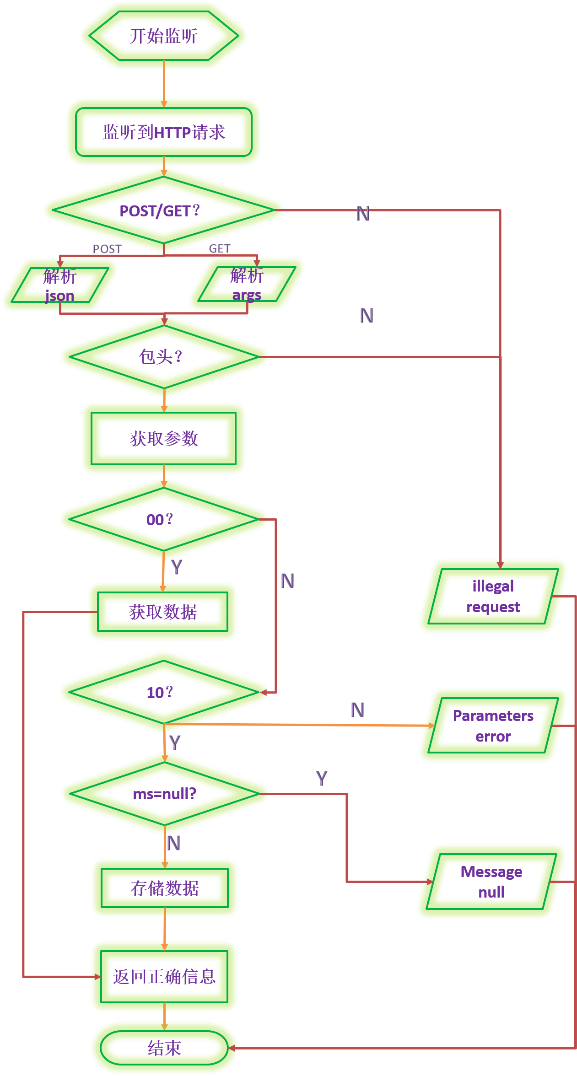 开始监听
监听到HTTP请求
POST/GET?
N
POST
GET
解析
json
解析
args
N
包头?
获取参数
00?
Y
N
获取数据
illegal
request
10?
N
Parameters
error
Y
Y
ms=null?
N
Message
null
存储数据
返回正确信息
结束